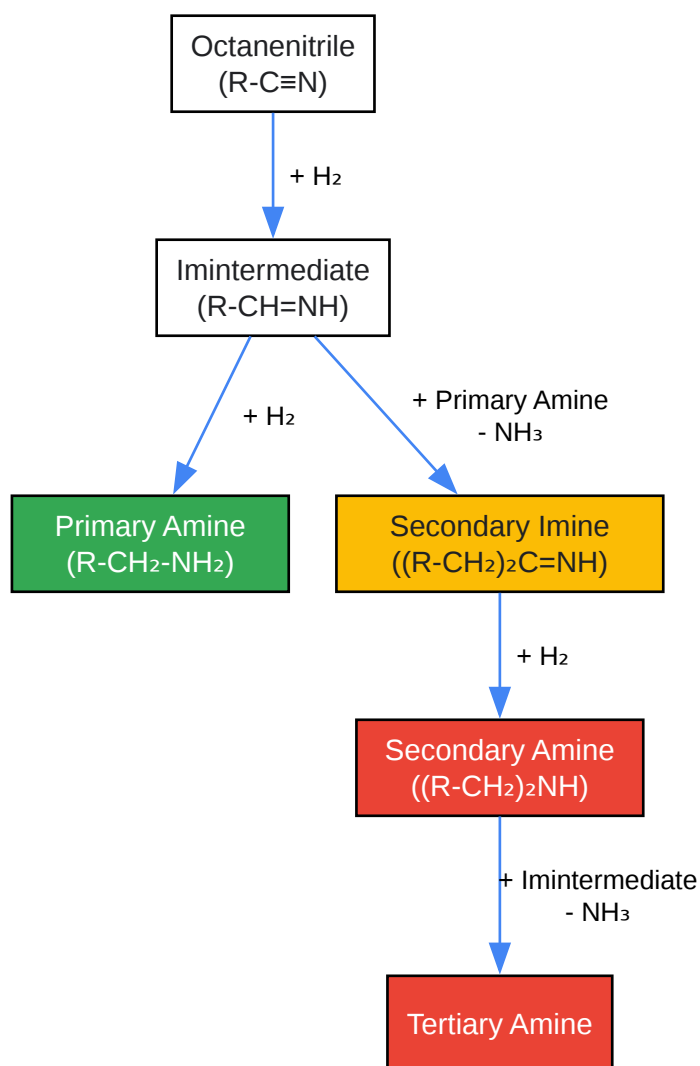 Octanenitrile
(R-C≡N)
+ H₂
Imintermediate
(R-CH=NH)
+ H₂
+ Primary Amine
- NH₃
Primary Amine
(R-CH₂-NH₂)
Secondary Imine
((R-CH₂)₂C=NH)
+ H₂
Secondary Amine
((R-CH₂)₂NH)
+ Imintermediate
- NH₃
Tertiary Amine